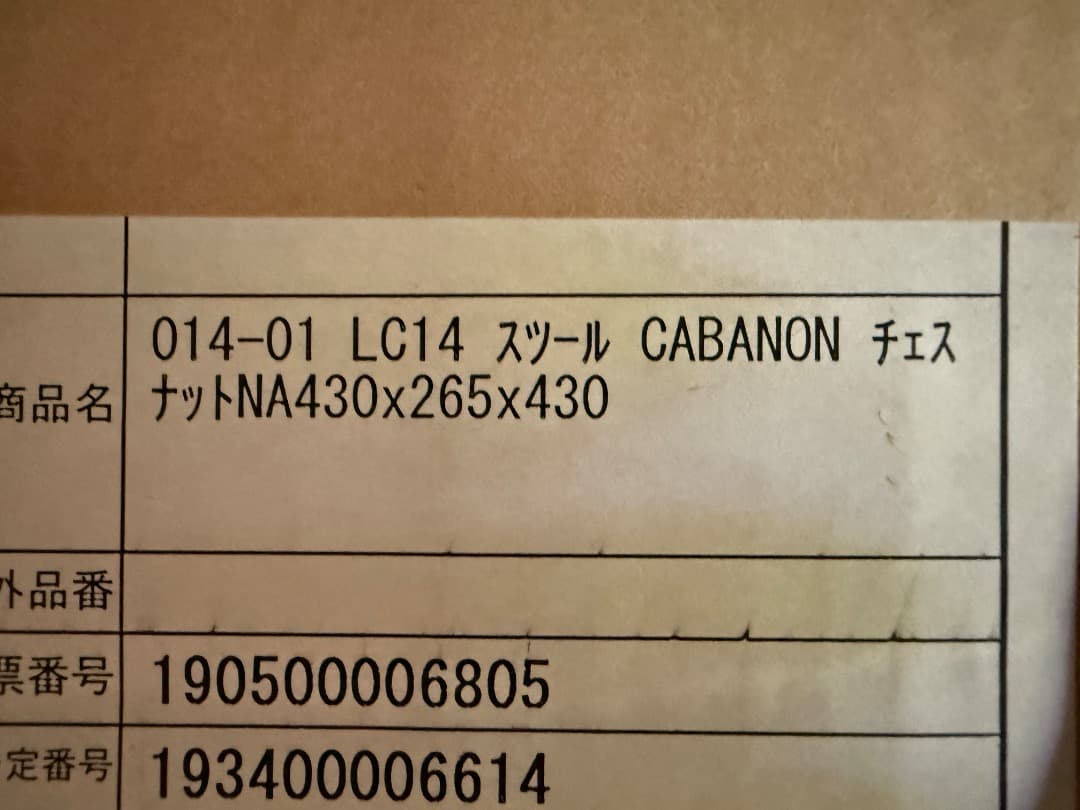 014-01 LC14 ｽﾂｰﾙ CABANON ﾁｪｽ
商品名 ﾅｯﾄNA430x265x430
外品番
票番号 190500006805
定番号 193400006614